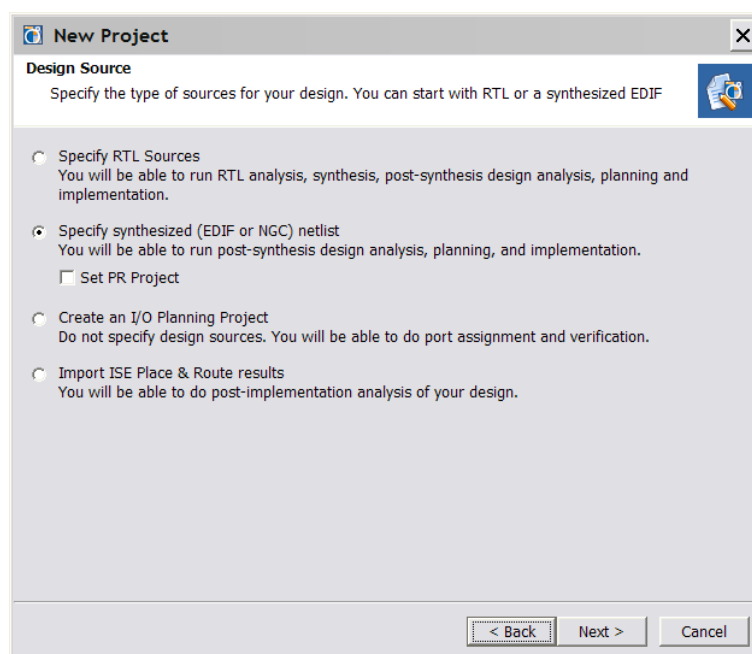 New Project
Design Source
Specify the type of sources for your design. You can start with RTL or a synthesized EDIF
Specify RTL Sources
You will be able to run RTL analysis, synthesis, post-synthesis design analysis, planning and
implementation.
Specify synthesized (EDIF or NGC) netlist
You will be able to run post-synthesis design analysis, planning, and implementation.
Set PR Project
Create an I/O Planning Project
Do not specify design sources. You will be able to do port assignment and verification.
Import ISE Place & Route results
You will be able to do post-implementation analysis of your design.
< Back Next > Cancel